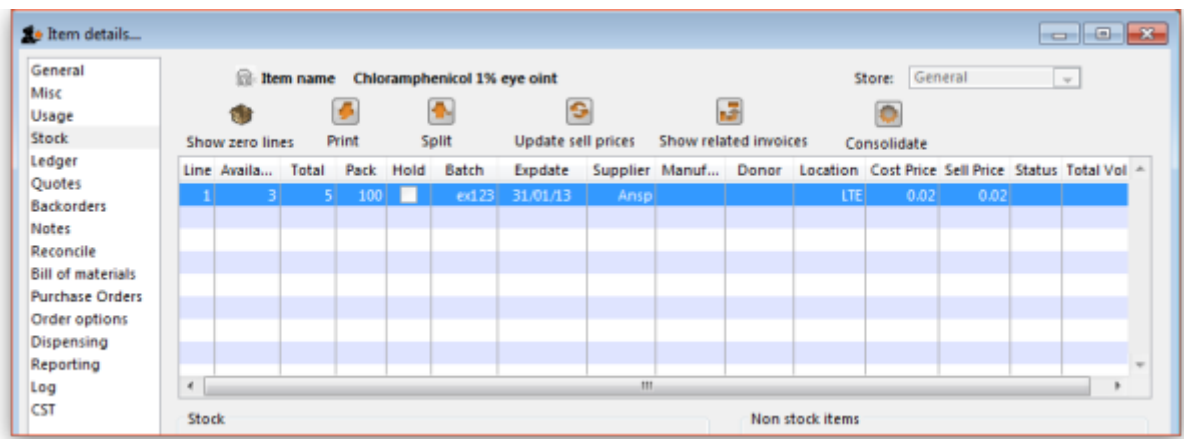 Item details...
General
Misc
Usage
Stock
Ledger
Quotes
Backorders
Notes
Reconcile
Bill of materials
Purchase Orders
Order options
Dispensing
Reporting
Log
CST
Item name Chloramphenicol 1% eye oint Store: General
Show zero lines Print Split Update sell prices Show related invoices Consolidate
Line Availa... Total Pack Hold Batch Expdate Supplier Manuf... Donor Location Cost Price Sell Price Status Total Vol
1 3 5 100 ex123 31/01/13 Ansp LTE 0.02 0.02
Stock Non stock items